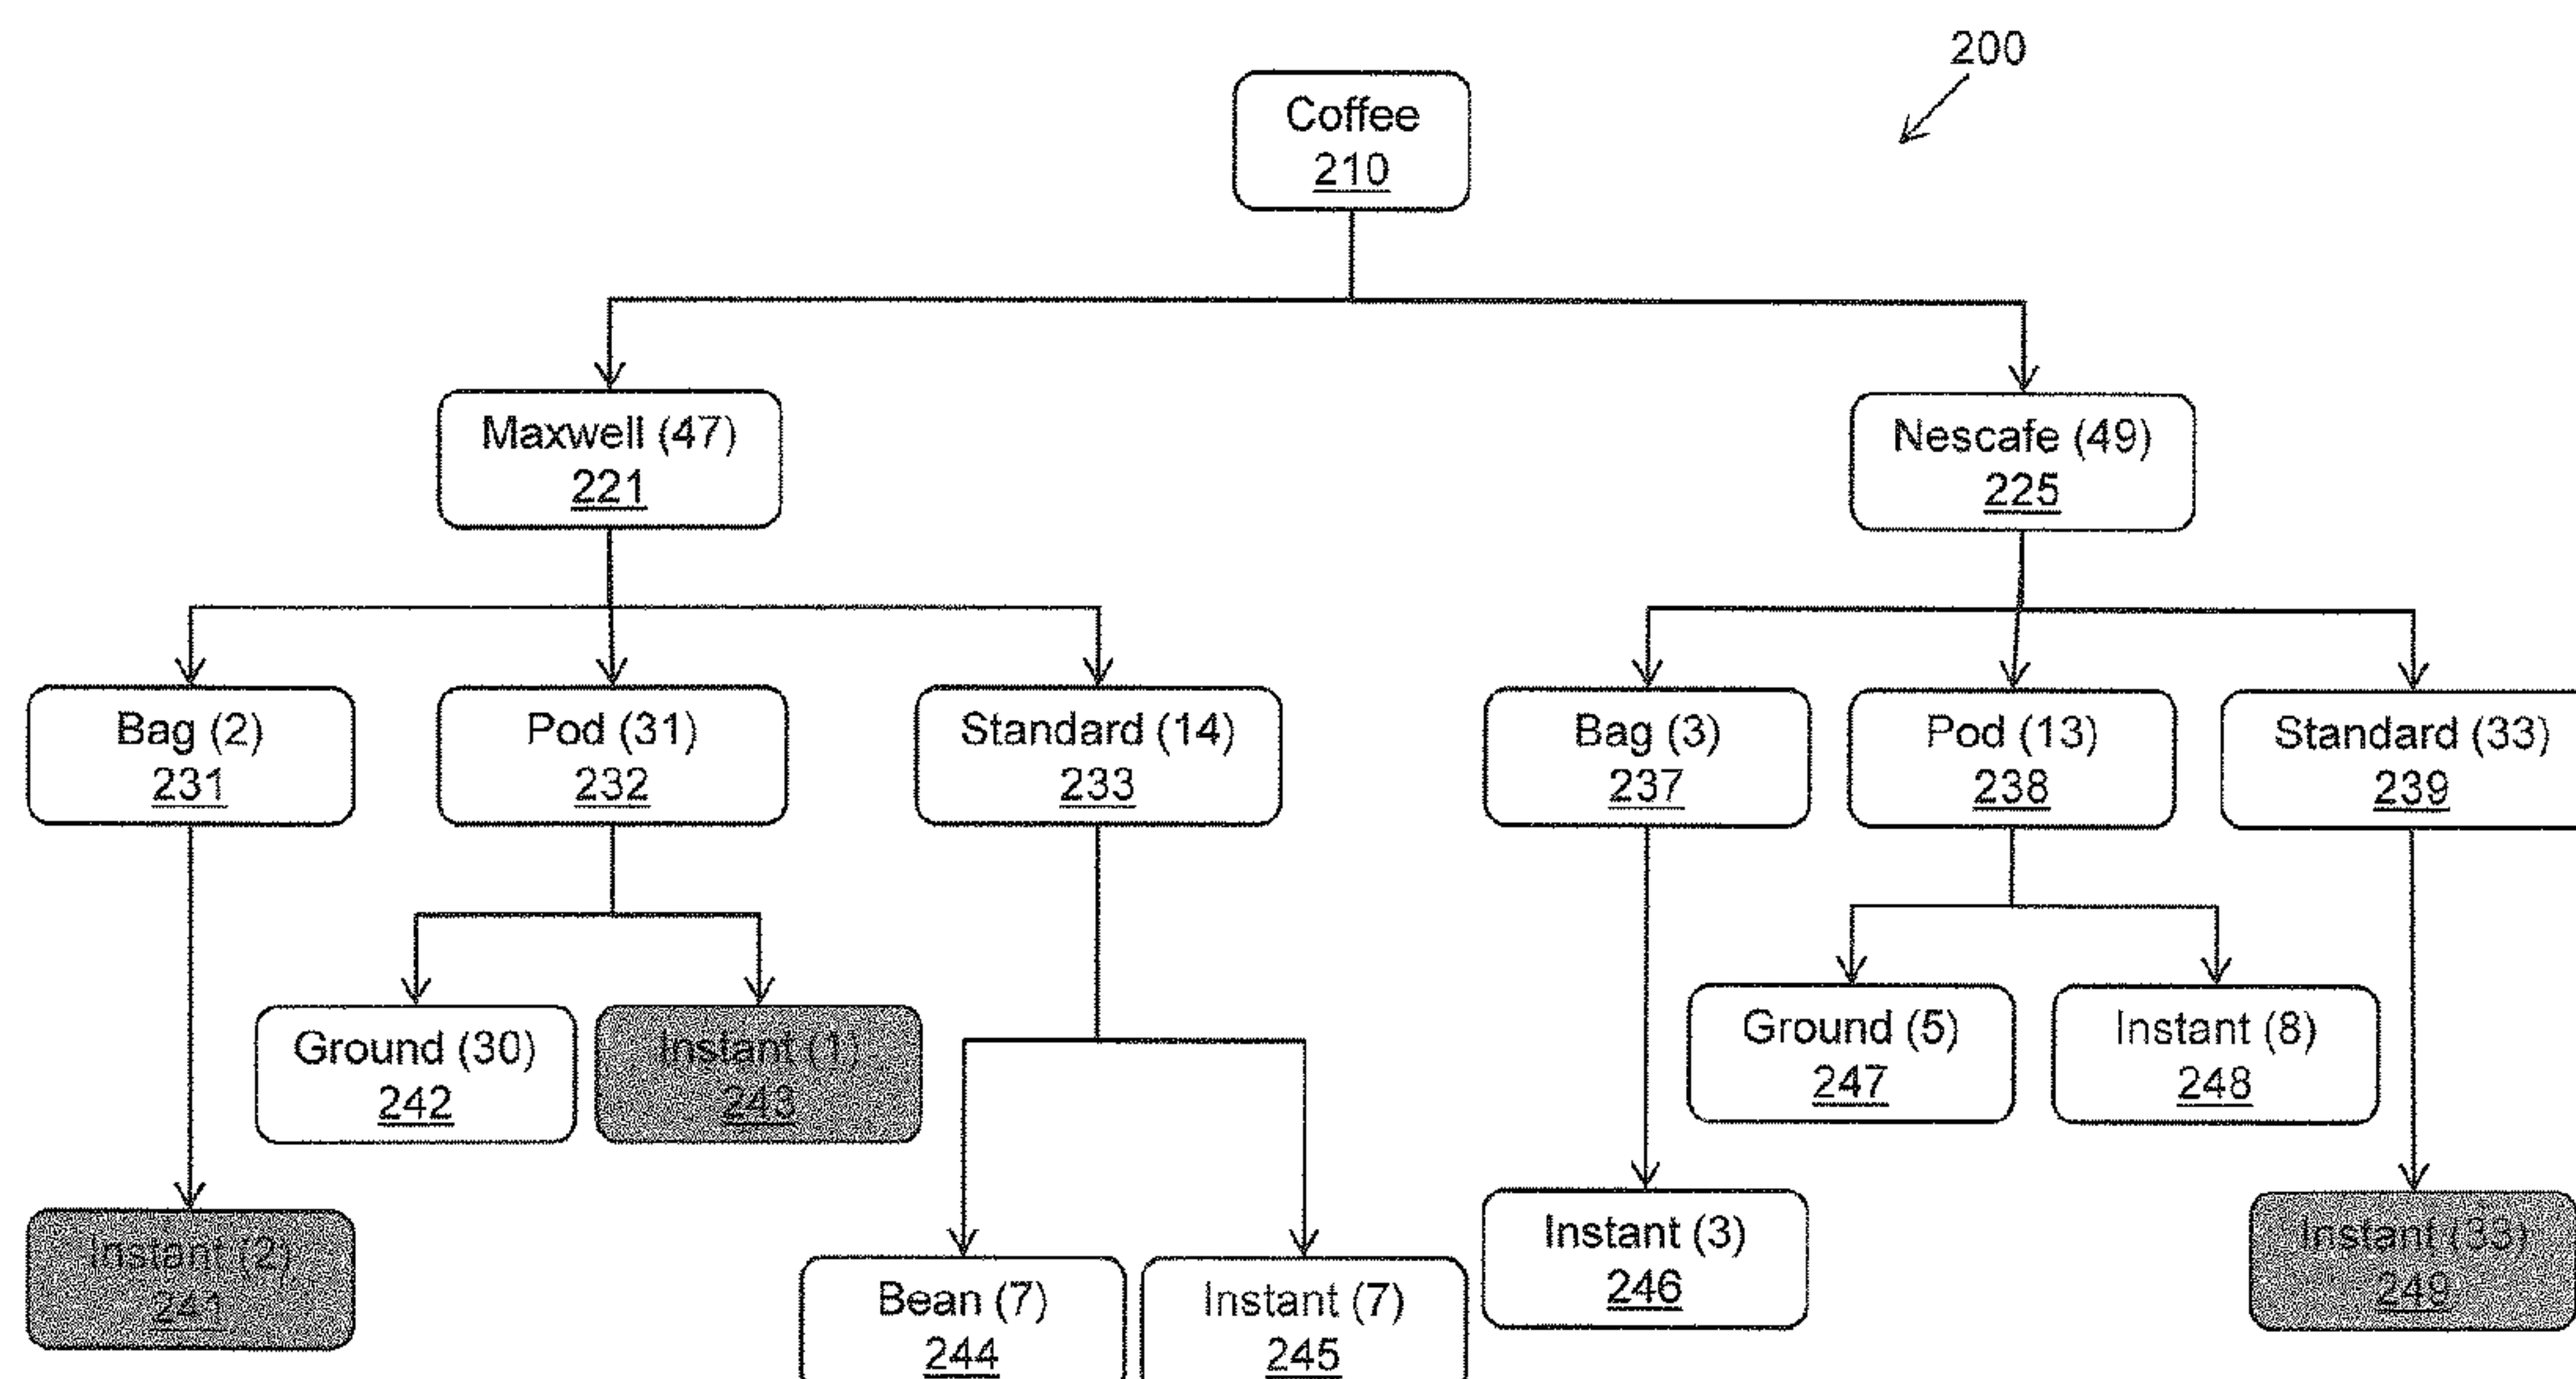 200
Coffee
210
Maxwell (47)
221
Nescafe (49)
225
Bag (2)
231
Pod (31)
232
Standard (14)
233
Bag (3)
237
Pod (13)
238
Standard (33)
239
Ground (30)
242
Instant (1)
243
Ground (5)
247
Instant (8)
248
Instant (2)
241
Bean (7)
244
Instant (7)
245
Instant (3)
246
Instant (33)
249